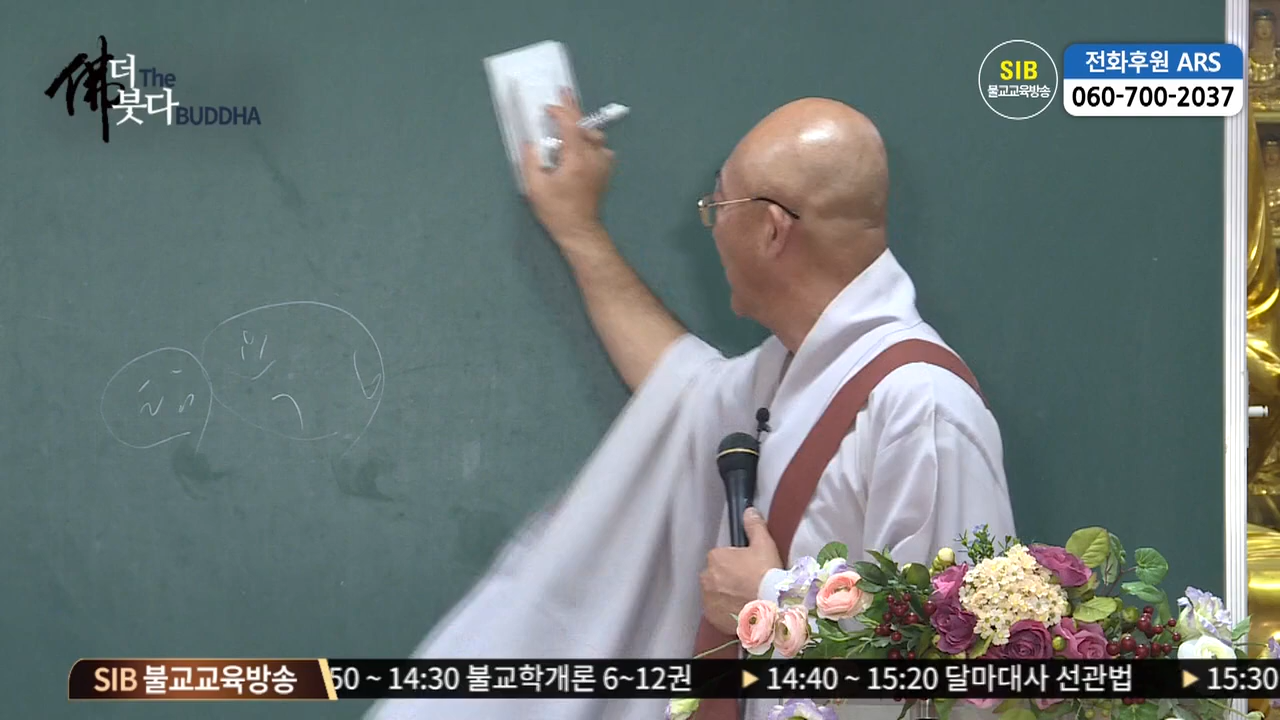 佛
더 The
붓다 BUDDHA
SIB
불교교육방송
전화후원 ARS
060-700-2037
SIB 불교교육방송
50 ~ 14:30 불교학개론 6~12권 ▶ 14:40 ~ 15:20 달마대사 선관법 ▶ 15:30